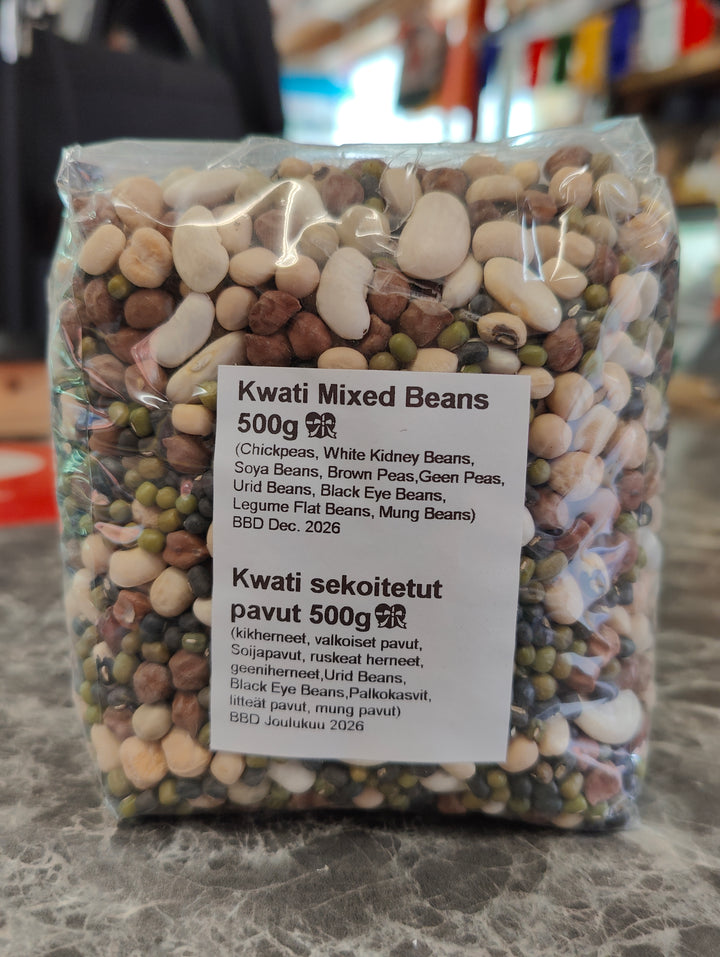 Kwati Mixed Beans
500g
(Chickpeas, White Kidney Beans,
Soya Beans, Brown Peas,Geen Peas,
Urid Beans, Black Eye Beans,
Legume Flat Beans, Mung Beans)
BBD Dec. 2026
Kwati sekoitetut
pavut 500g
(kikherneet, valkoiset pavut,
Soijapavut, ruskeat herneet,
geeniherneet,Urid Beans,
Black Eye Beans,Palkokasvit,
litteät pavut, mung pavut)
BBD Joulukuu 2026